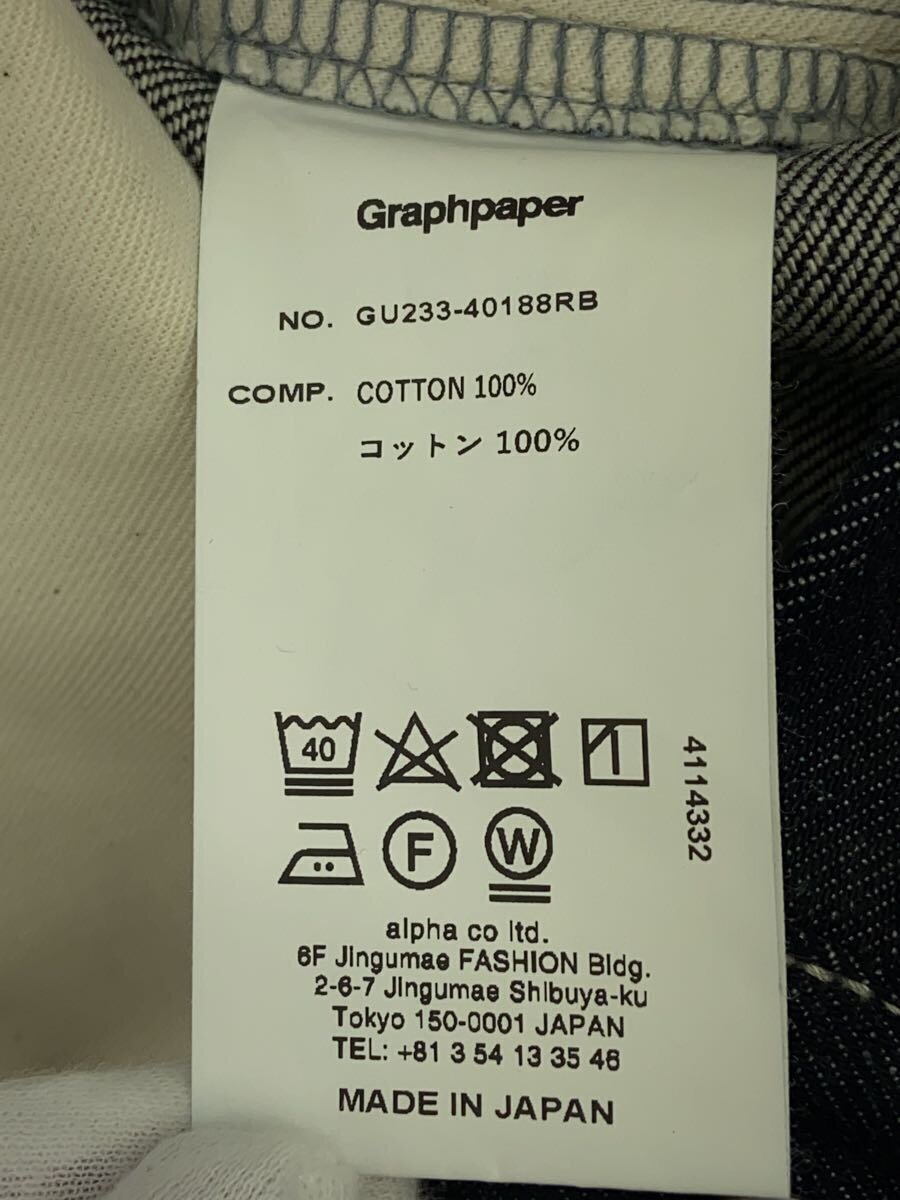 Graphpaper
NO. GU233-40188RB
COMP. COTTON 100%
コットン 100%
40
4114332
F
W
alpha co ltd.
6F Jingumae FASHION Bldg.
2-6-7 Jingumae Shibuya-ku
Tokyo 150-0001 JAPAN
TEL: +81 3 54 13 35 46
MADE IN JAPAN